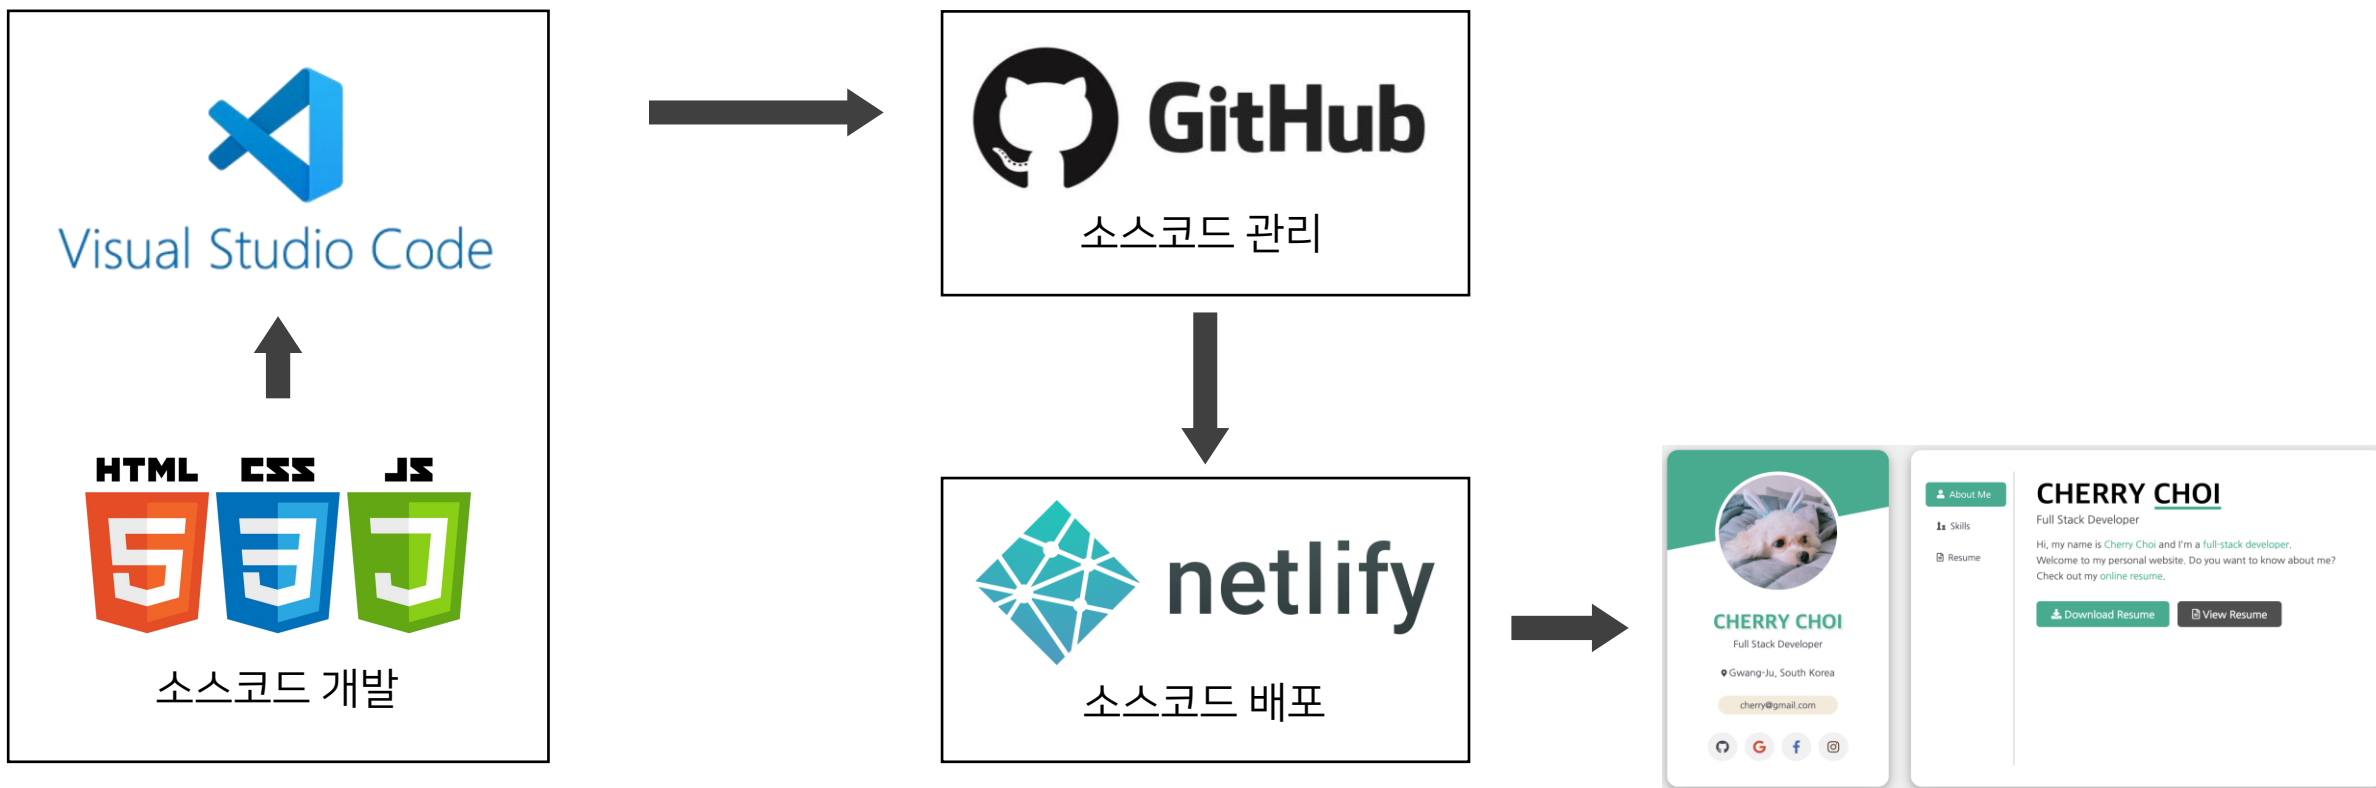 Visual Studio Code
HTML CSS JS
소스코드 개발
GitHub
소스코드 관리
netlify
소스코드 배포
CHERRY CHOI
Full Stack Developer
Gwang-Ju, South Korea
cherry@gmail.com
About Me
Skills
Resume
CHERRY CHOI
Full Stack Developer
Hi, my name is Cherry Choi and I'm a full-stack developer.
Welcome to my personal website. Do you want to know about me?
Check out my online resume.
Download Resume
View Resume